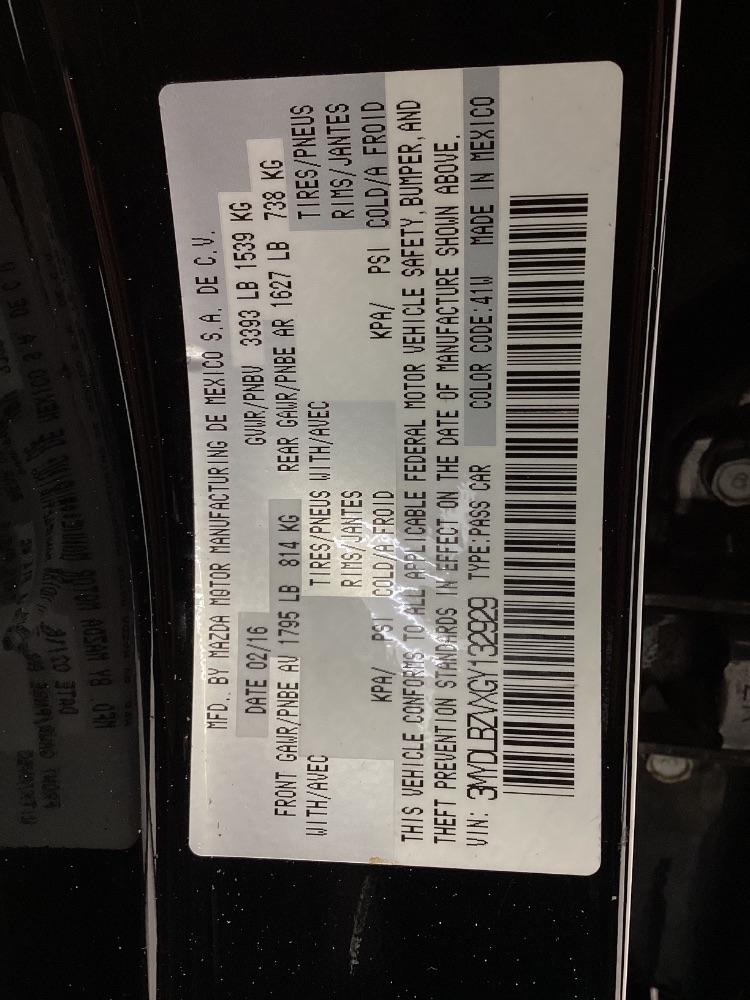 MFD. BY MAZDA MOTOR MANUFACTURING DE MEXICO S.A. DE C.V.
DATE 02/16 GVWR/PNBV 3393 LB 1539 KG
FRONT GAWR/PNBE AV 1795 LB 814 KG REAR GAWR/PNBE AR 1627 LB 738 KG
WITH/AVEC TIRES/PNEUS WITH/AVEC TIRES/PNEUS
RIMS/JANTES RIMS/JANTES
KPA/ PSI COLD/A FROID KPA/ PSI COLD/A FROID
THIS VEHICLE CONFORMS TO ALL APPLICABLE FEDERAL MOTOR VEHICLE SAFETY, BUMPER, AND
THEFT PREVENTION STANDARDS IN EFFECT ON THE DATE OF MANUFACTURE SHOWN ABOVE.
VIN: 3MYDLBZVXGY132929 TYPE:PASS CAR COLOR CODE:41W MADE IN MEXICO